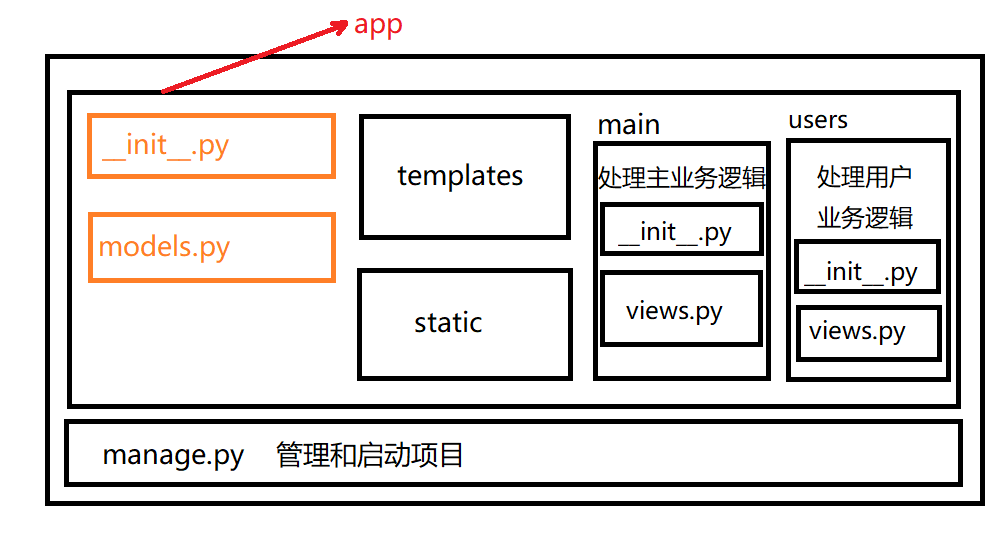 app
__init__.py
models.py
templates
static
main
处理主业务逻辑
__init__.py
views.py
users
处理用户
业务逻辑
__init__.py
views.py
manage.py 管理和启动项目